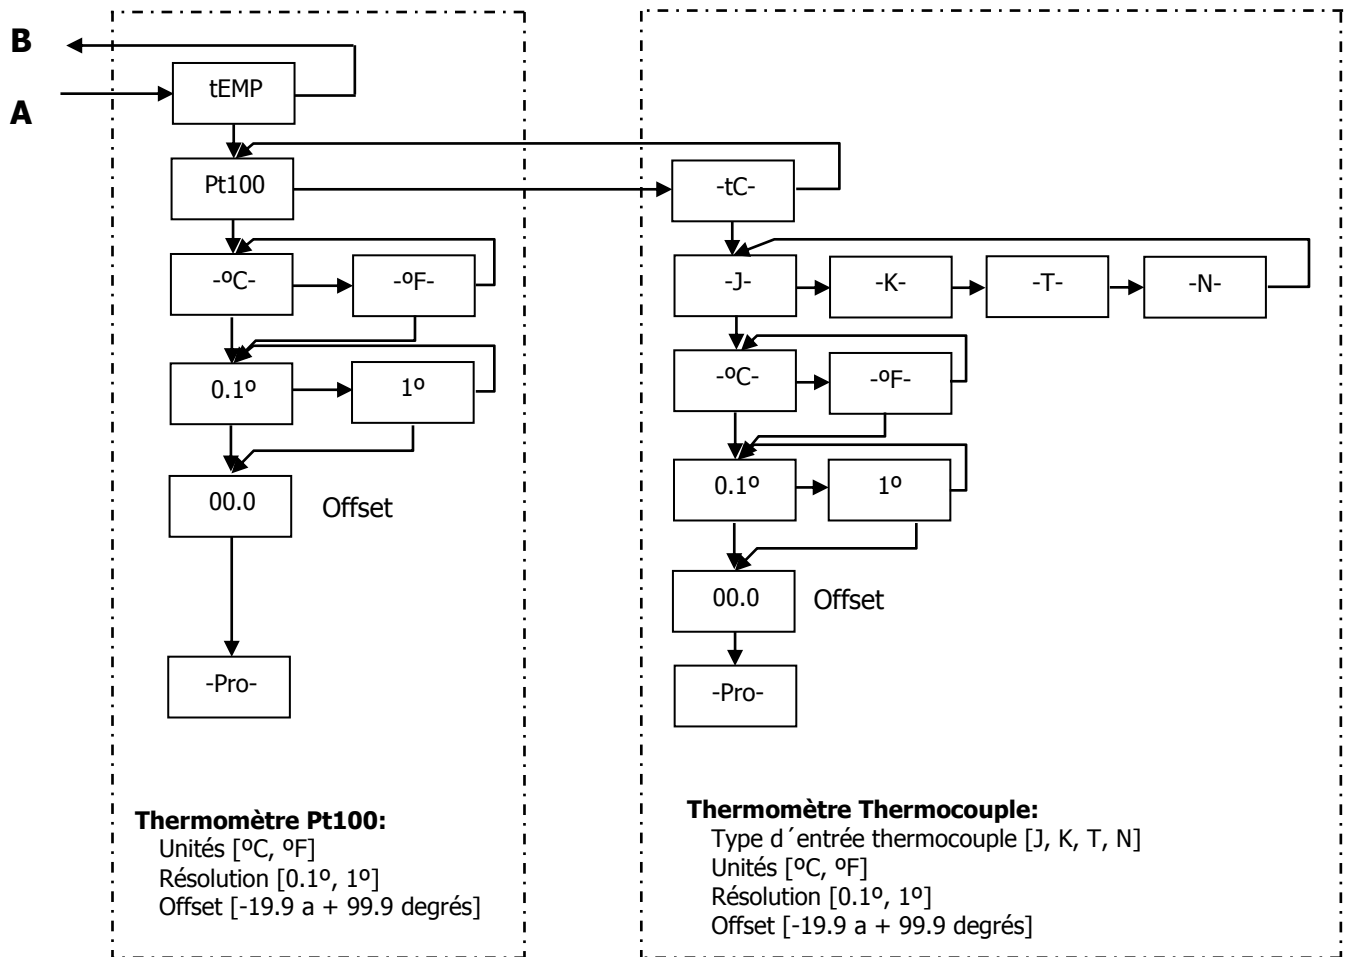 B
A
tEMP
Pt100
-tC-
-ºC-
-ºF-
-J-
-K-
-T-
-N-
0.1º
1º
-ºC-
-ºF-
00.0
Offset
0.1º
1º
00.0
Offset
-Pro-
-Pro-
Thermomètre Pt100:
Unités [ºC, ºF]
Résolution [0.1º, 1º]
Offset [-19.9 a + 99.9 degrés]
Thermomètre Thermocouple:
Type d´entrée thermocouple [J, K, T, N]
Unités [ºC, ºF]
Résolution [0.1º, 1º]
Offset [-19.9 a + 99.9 degrés]